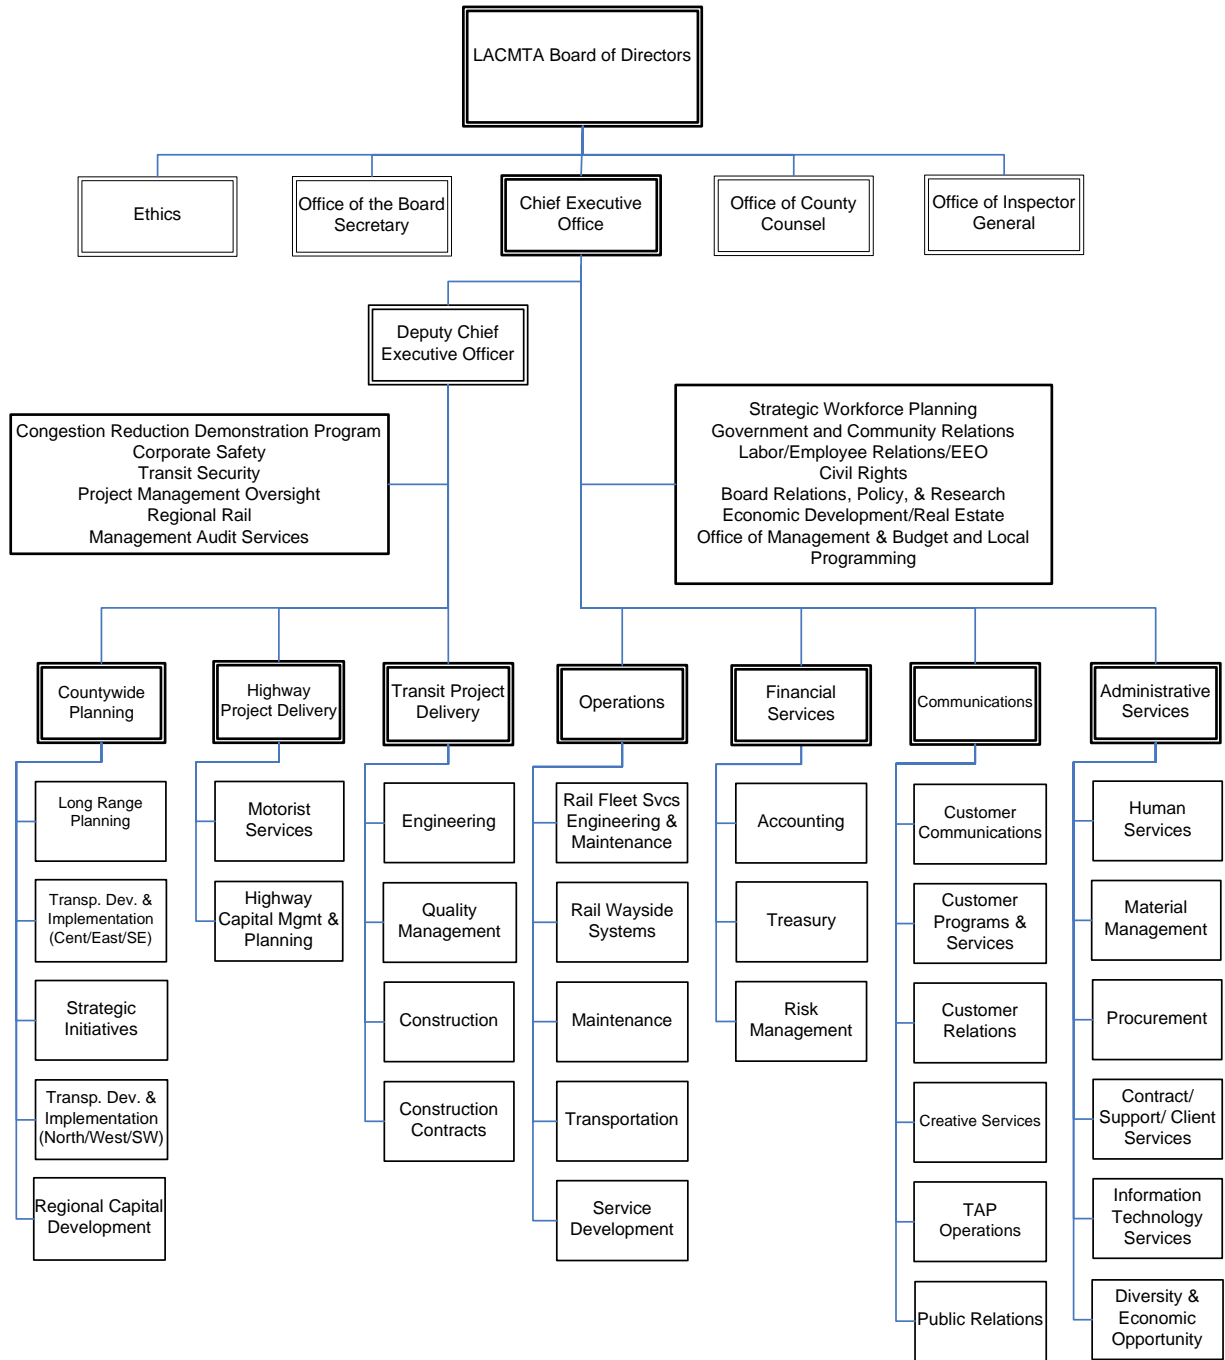 LACMTA Board of Directors
Ethics
Office of the Board
Secretary
Chief Executive
Office
Office of County
Counsel
Office of Inspector
General
Deputy Chief
Executive Officer
Congestion Reduction Demonstration Program
Corporate Safety
Transit Security
Project Management Oversight
Regional Rail
Management Audit Services
Strategic Workforce Planning
Government and Community Relations
Labor/Employee Relations/EEO
Civil Rights
Board Relations, Policy, & Research
Economic Development/Real Estate
Office of Management & Budget and Local
Programming
Countywide
Planning
Highway
Project Delivery
Transit Project
Delivery
Operations
Financial
Services
Communications
Administrative
Services
Long Range
Planning
Transp. Dev. &
Implementation
(Cent/East/SE)
Strategic
Initiatives
Transp. Dev. &
Implementation
(North/West/SW)
Regional Capital
Development
Motorist
Services
Highway
Capital Mgmt &
Planning
Engineering
Quality
Management
Construction
Construction
Contracts
Rail Fleet Svcs
Engineering &
Maintenance
Rail Wayside
Systems
Maintenance
Transportation
Service
Development
Accounting
Treasury
Risk
Management
Customer
Communications
Customer
Programs &
Services
Customer
Relations
Creative Services
TAP
Operations
Public Relations
Human
Services
Material
Management
Procurement
Contract/
Support/ Client
Services
Information
Technology
Services
Diversity &
Economic
Opportunity